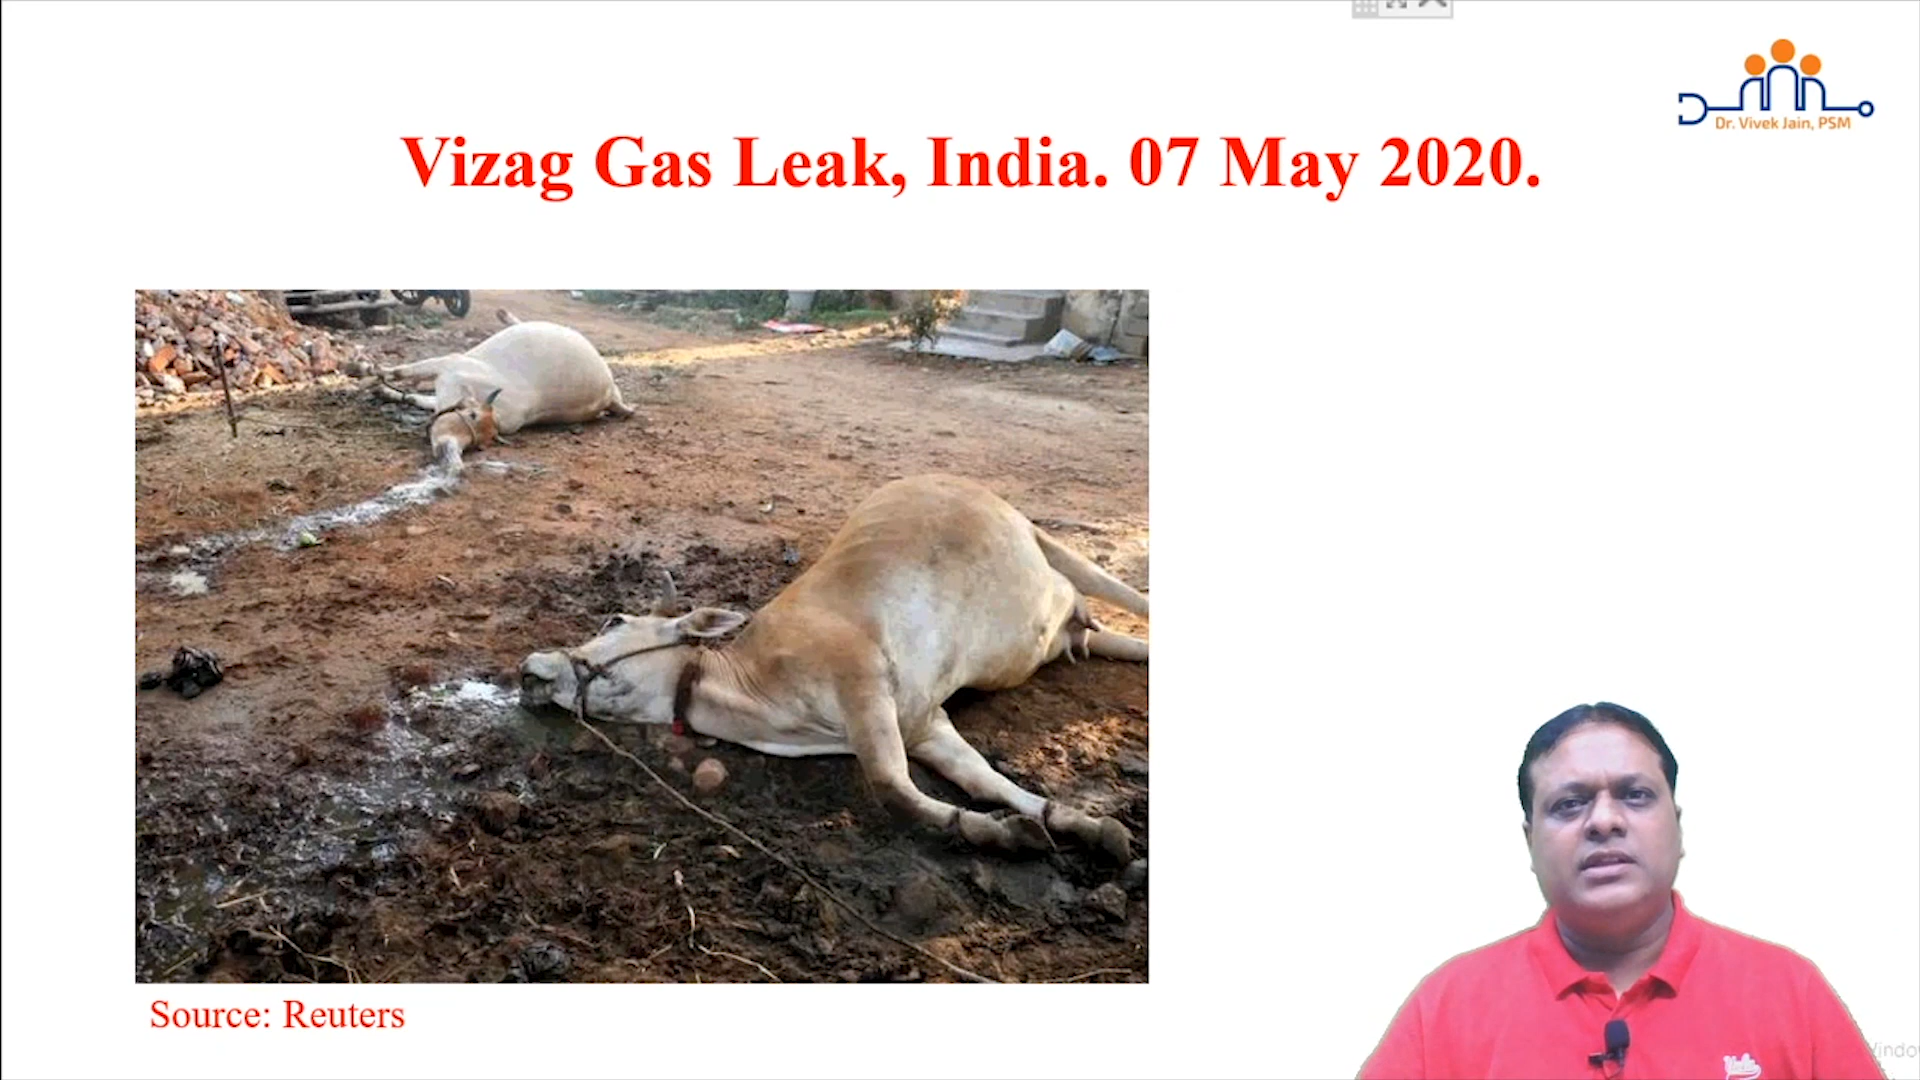 Dr. Vivek Jain, PSM
Vizag Gas Leak, India. 07 May 2020.
Source: Reuters